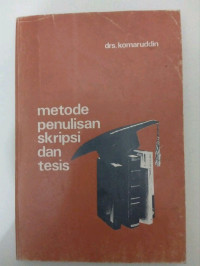 drs. komaruddin
metode
penulisan
skripsi
dan
tesis